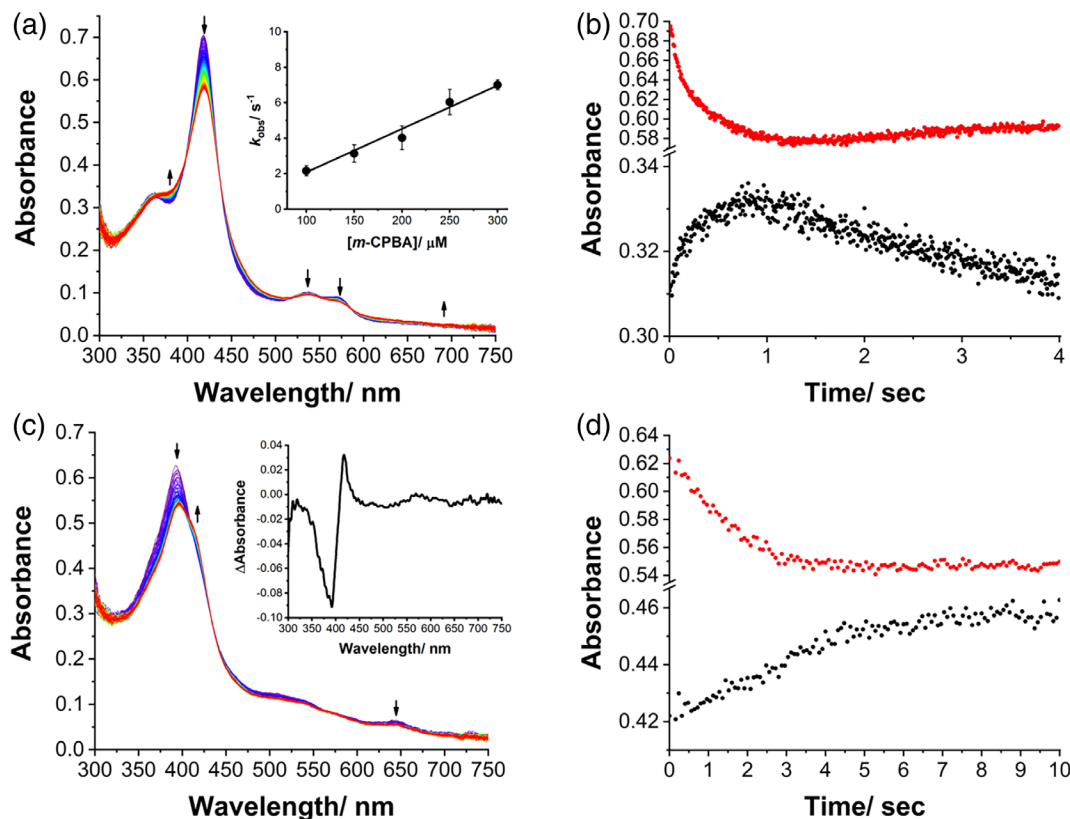 (a)
Absorbance
0.7
0.6
0.5
0.4
0.3
0.2
0.1
0.0
300 350 400 450 500 550 600 650 700 750
Wavelength/ nm
k_obs/ s⁻¹
8
6
4
2
0
100 150 200 250 300
[m-CPBA]/ μM
(b)
Absorbance
0.70
0.66
0.62
0.58
0.34
0.32
0.30
0 1 2 3 4
Time/ sec
(c)
Absorbance
0.7
0.6
0.5
0.4
0.3
0.2
0.1
0.0
300 350 400 450 500 550 600 650 700 750
Wavelength/ nm
ΔAbsorbance
0.04
0.02
0.00
-0.02
-0.04
-0.06
-0.08
-0.10
300 350 400 450 500 550 600 650 700 750
Wavelength/ nm
(d)
Absorbance
0.64
0.62
0.60
0.58
0.56
0.54
0.46
0.44
0.42
0 1 2 3 4 5 6 7 8 9 10
Time/ sec